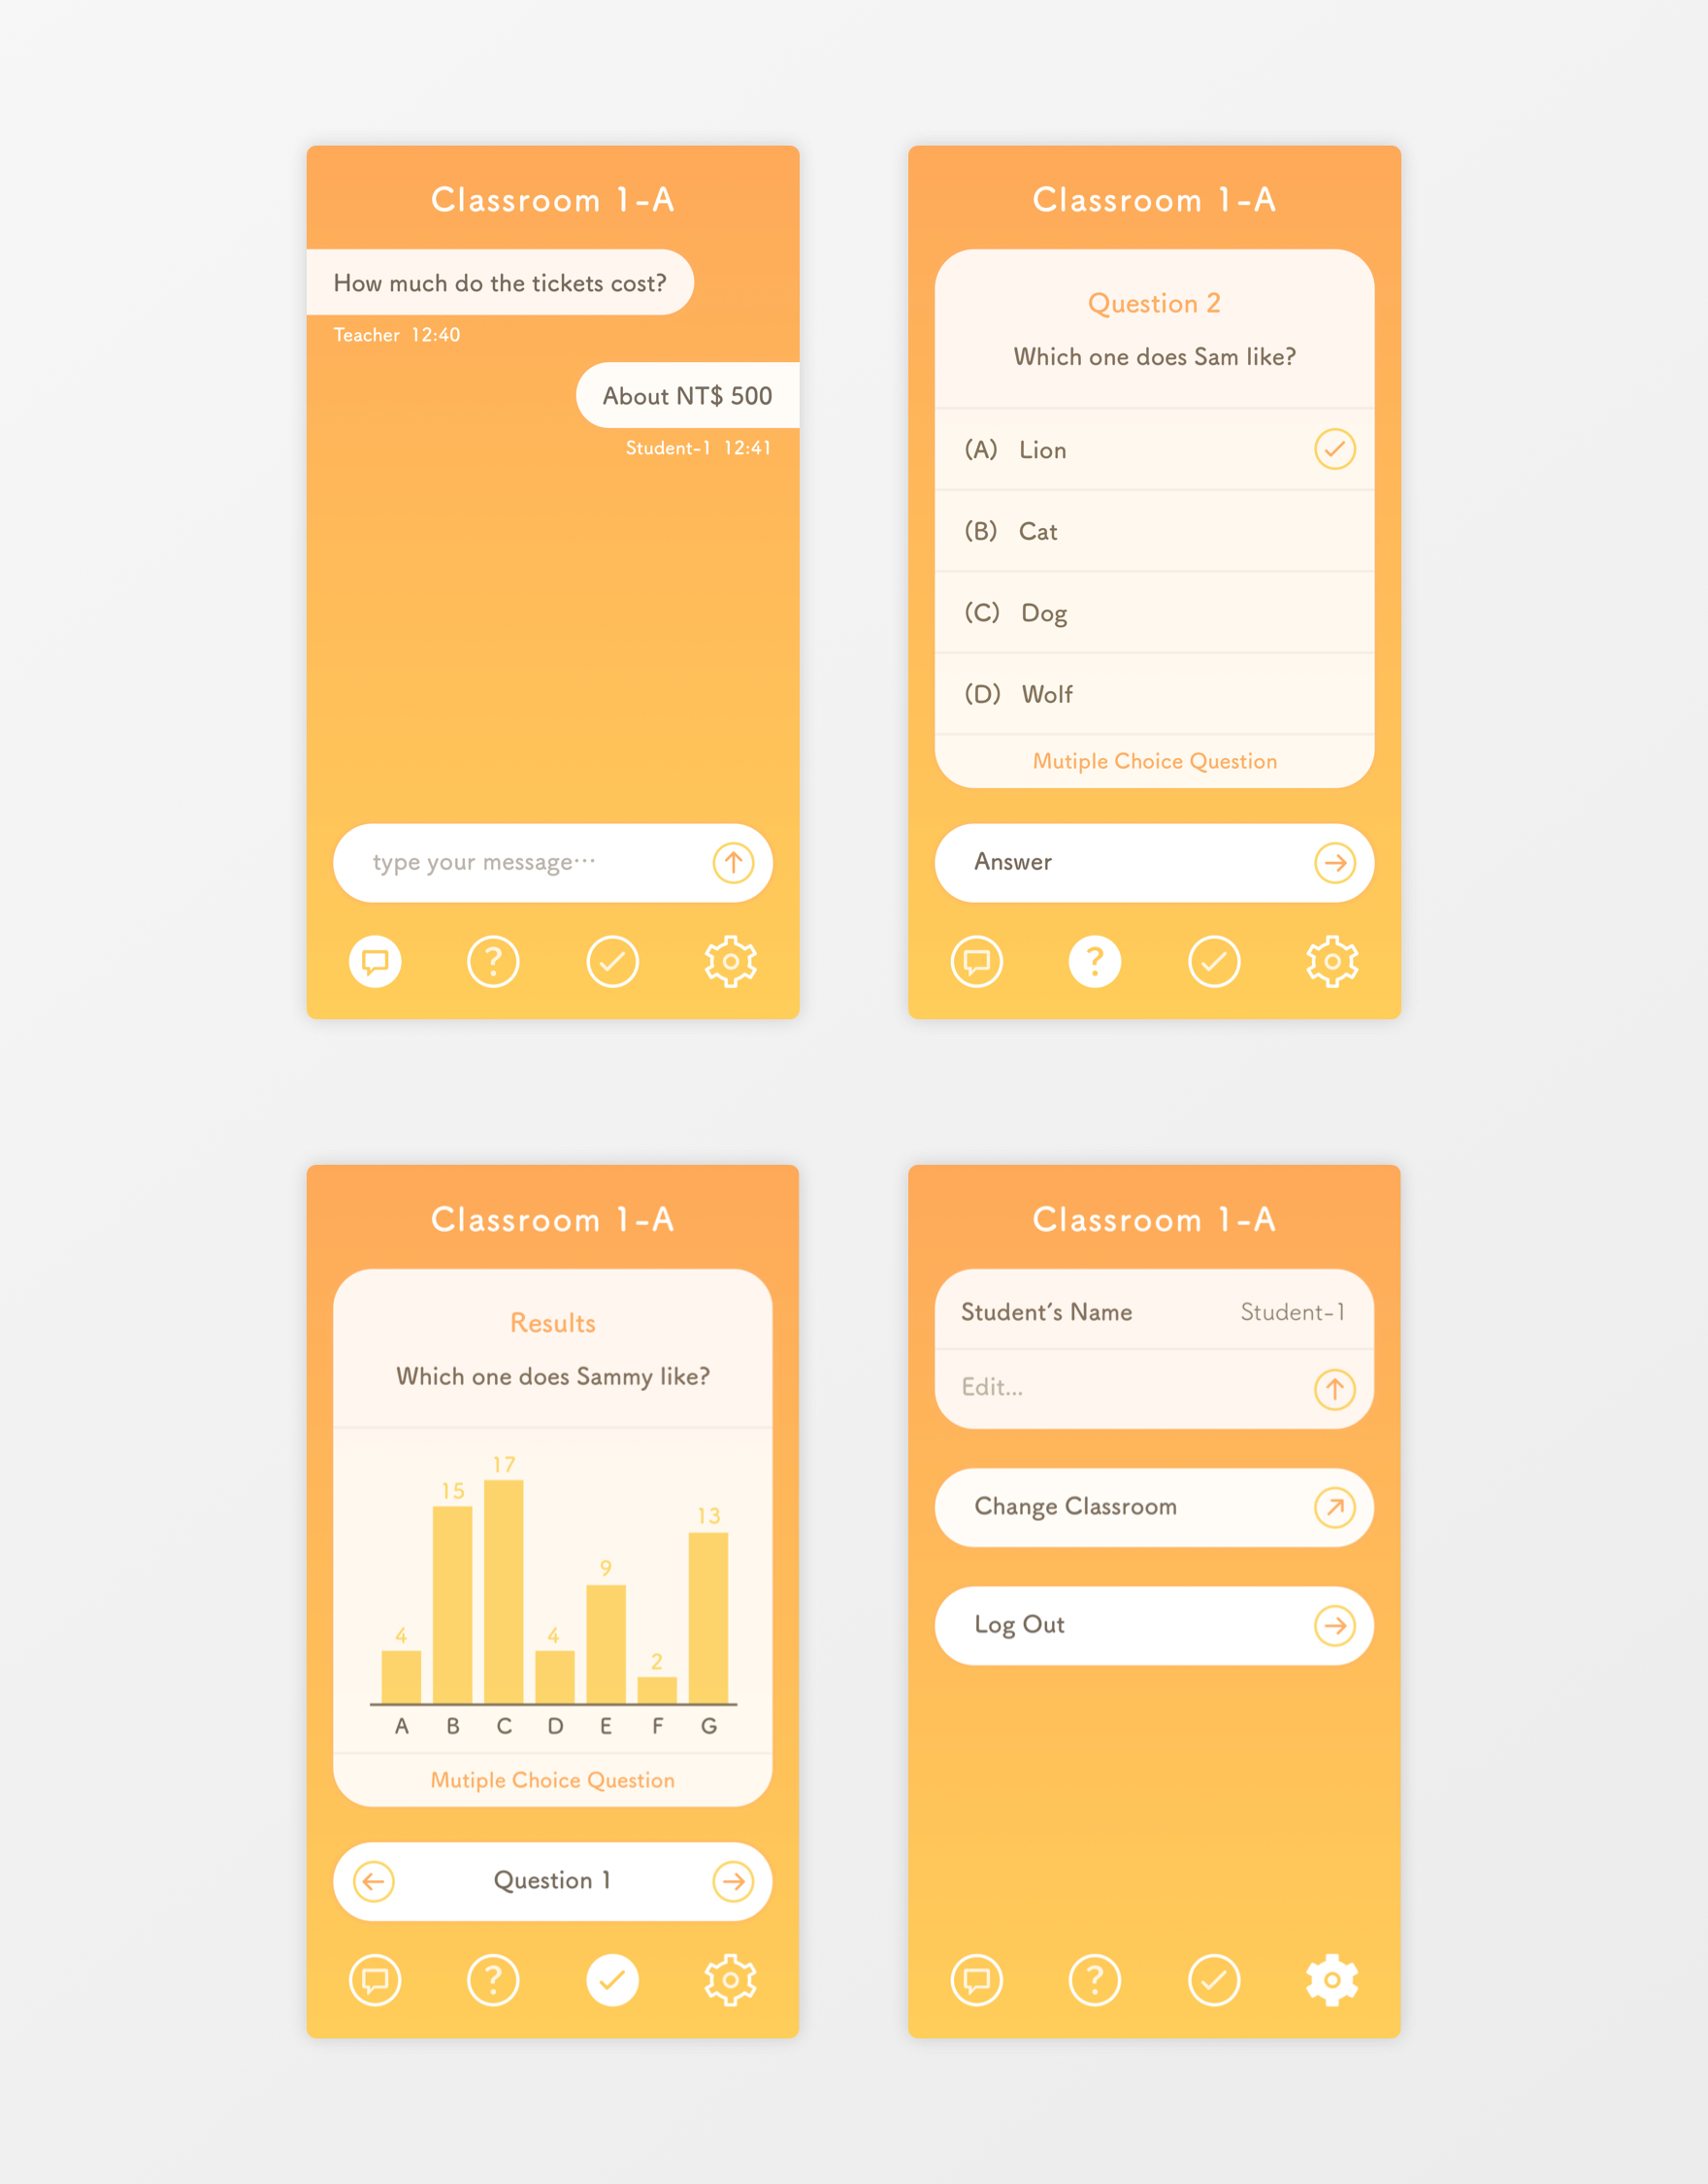 Classroom 1-A
How much do the tickets cost?
Teacher 12:40
About NT$ 500
Student-1 12:41
type your message…
?
Classroom 1-A
Question 2
Which one does Sam like?
(A) Lion
(B) Cat
(C) Dog
(D) Wolf
Mutiple Choice Question
Answer
?
Classroom 1-A
Results
Which one does Sammy like?
4 15 17 4 9 2 13
A B C D E F G
Mutiple Choice Question
Question 1
?
Classroom 1-A
Student's Name Student-1
Edit...
Change Classroom
Log Out
?